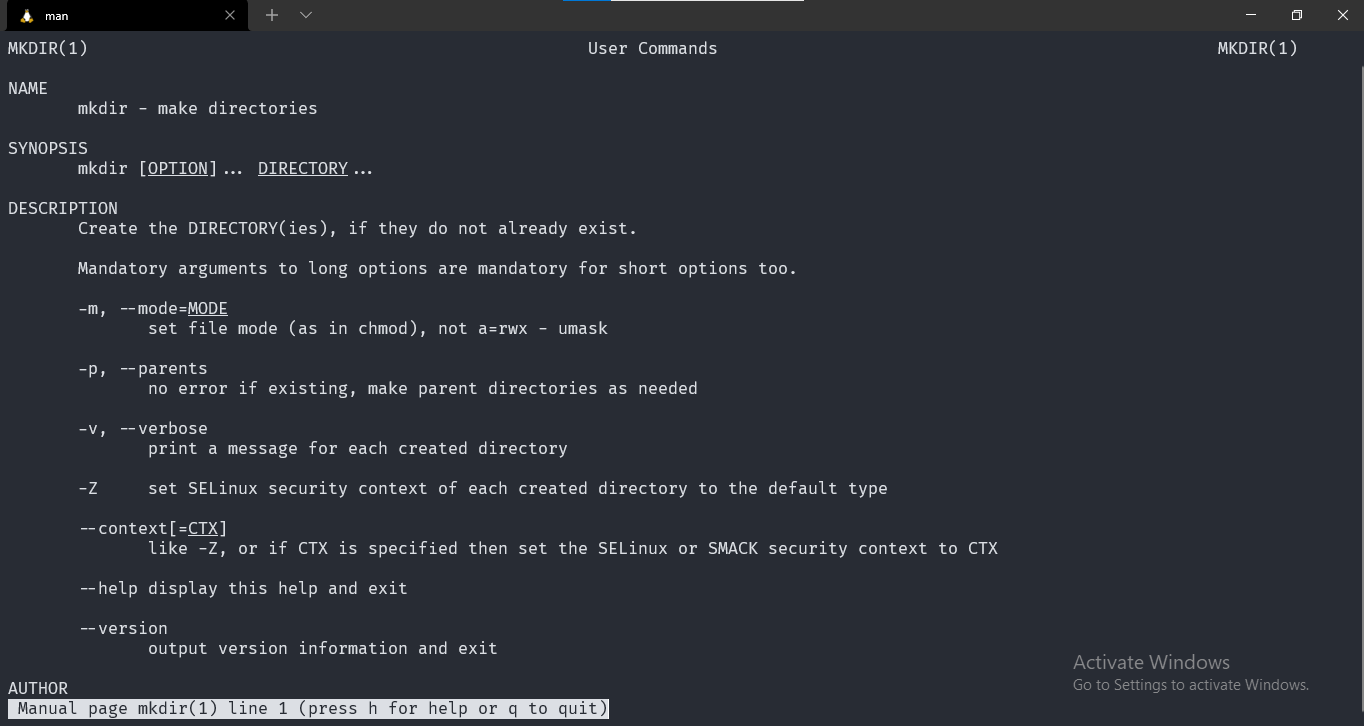 man
MKDIR(1) User Commands MKDIR(1)
NAME
mkdir - make directories
SYNOPSIS
mkdir [OPTION]... DIRECTORY...
DESCRIPTION
Create the DIRECTORY(ies), if they do not already exist.
Mandatory arguments to long options are mandatory for short options too.
-m, --mode=MODE
set file mode (as in chmod), not a=rwx - umask
-p, --parents
no error if existing, make parent directories as needed
-v, --verbose
print a message for each created directory
-Z set SELinux security context of each created directory to the default type
--context[=CTX]
like -Z, or if CTX is specified then set the SELinux or SMACK security context to CTX
--help display this help and exit
--version
output version information and exit
Activate Windows
Go to Settings to activate Windows.
AUTHOR
Manual page mkdir(1) line 1 (press h for help or q to quit)